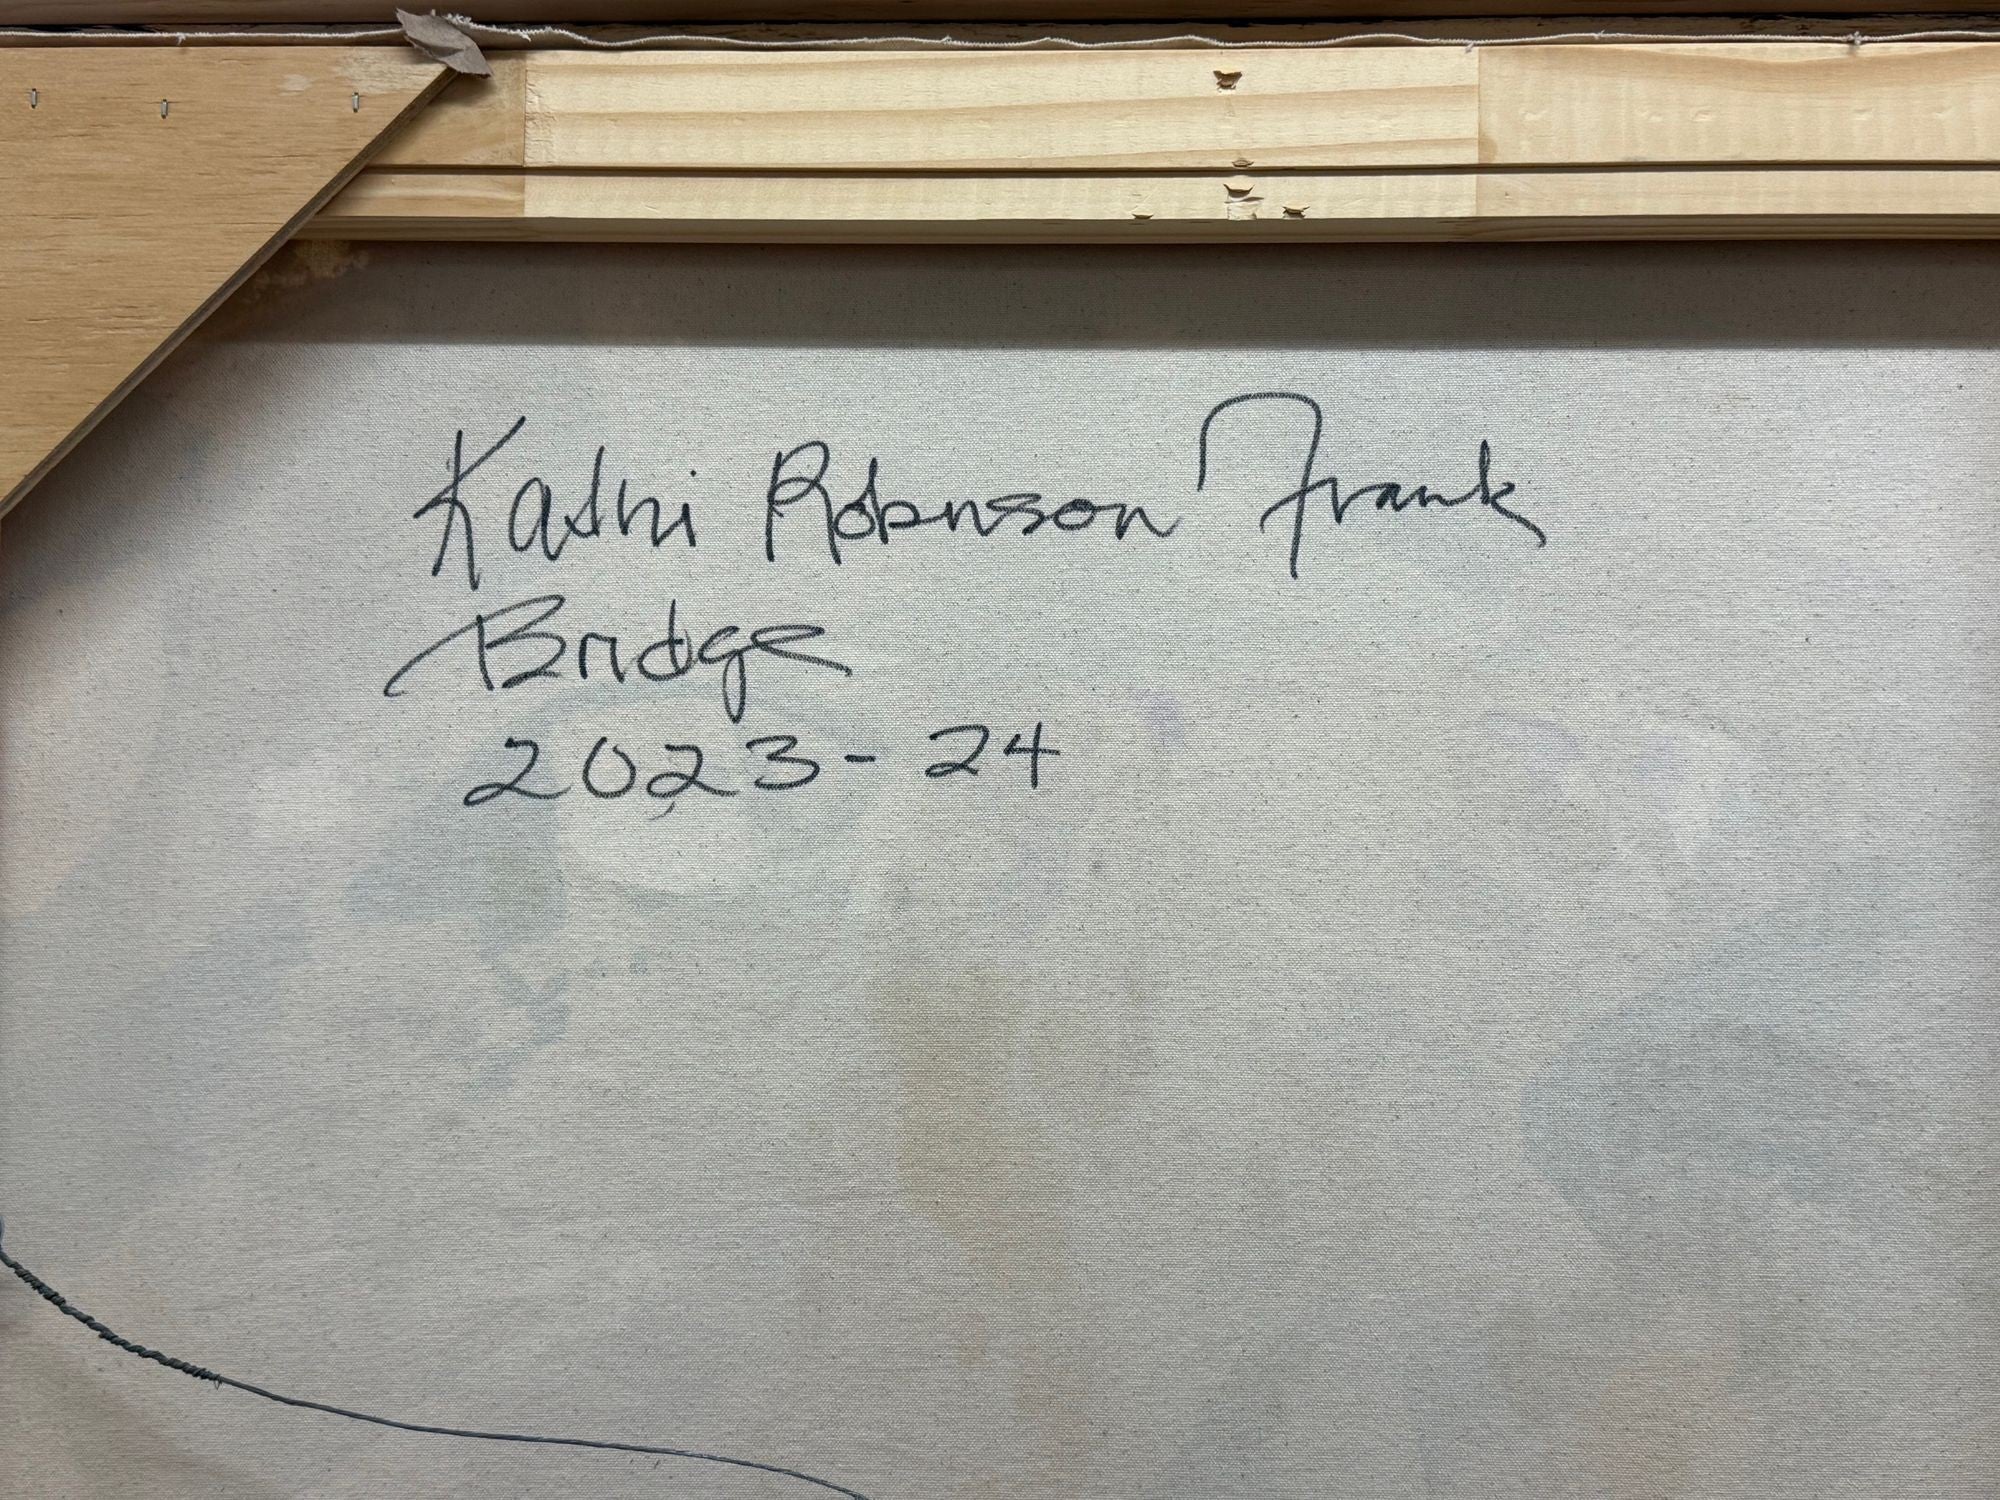 Kathi Robinson Frank
Bridge
2023-24